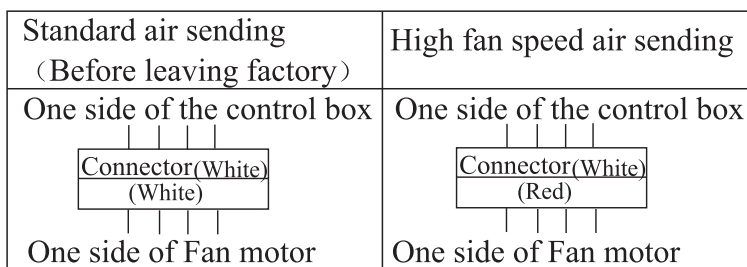 Standard air sending
（Before leaving factory）
High fan speed air sending
One side of the control box
Connector(White)
(White)
One side of Fan motor
One side of the control box
Connector(White)
(Red)
One side of Fan motor